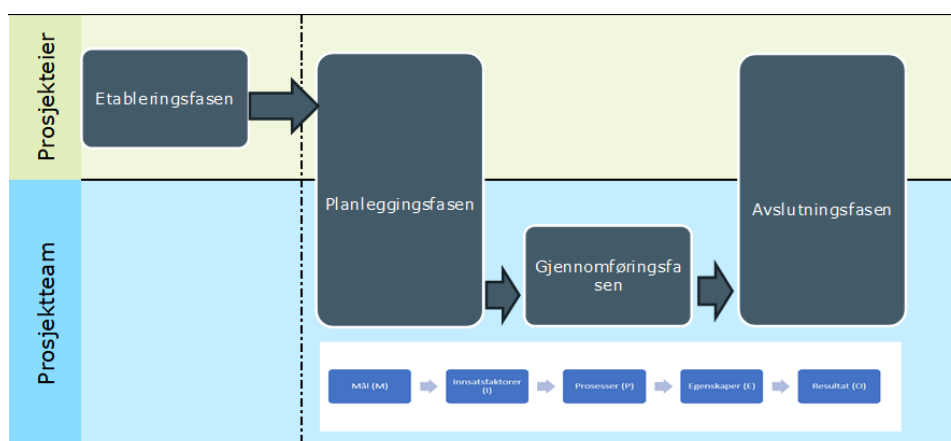 Prosjekteier
Etableringsfasen
Planleggingsfasen
Avslutningsfasen
Prosjektteam
Gjennomføringsfa
sen
Mål (M)
Innsatsfaktorer
(I)
Prosesser (P)
Egenskaper (E)
Resultat (O)